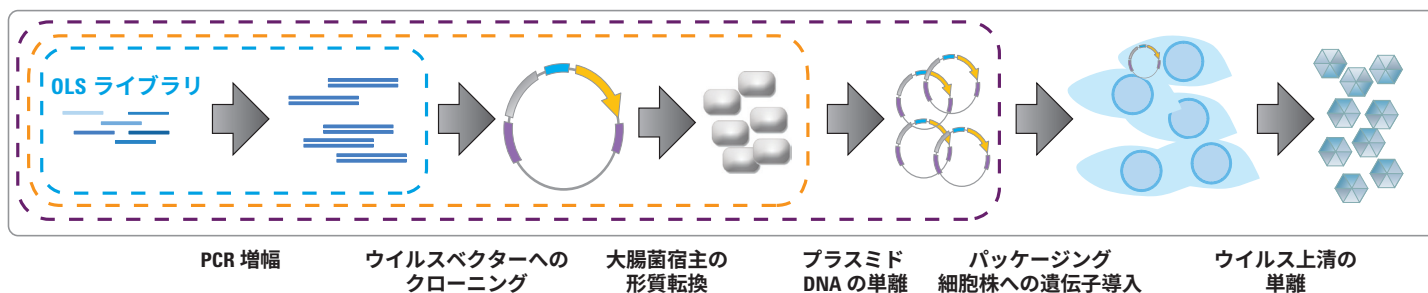 OLS ライブラリ
PCR 増幅
ウイルスベクターへの
クローニング
大腸菌宿主の
形質転換
プラスミド
DNA の単離
パッケージング
細胞株への遺伝子導入
ウイルス上清の
単離